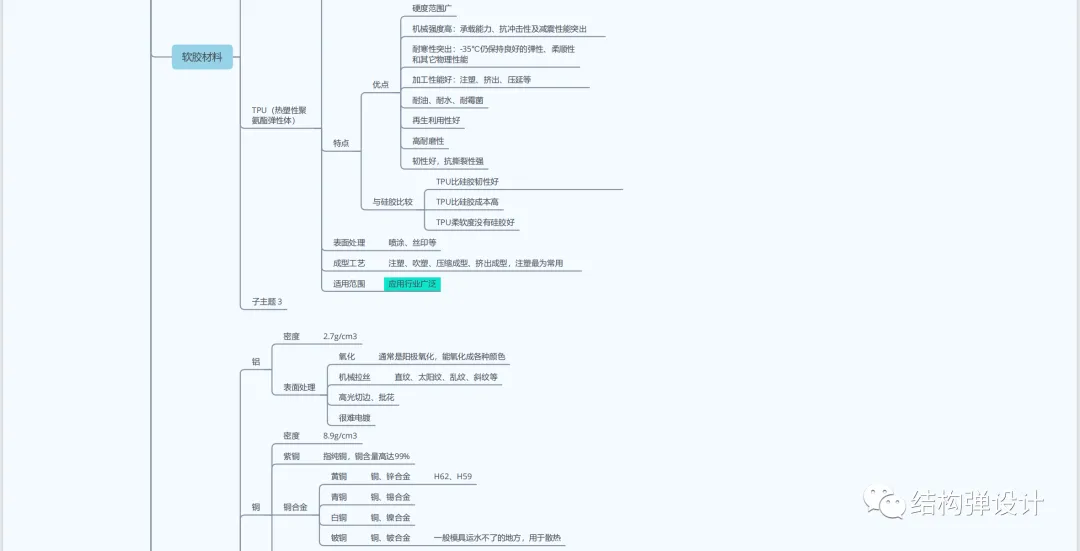 硬度范围广
机械强度高：承载能力、抗冲击性及减震性能突出
软胶材料
耐寒性突出：-35℃仍保持良好的弹性、柔顺性
和其它物理性能
优点
加工性能好：注塑、挤出、压延等
耐油、耐水、耐霉菌
TPU（热塑性聚
氨酯弹性体）
再生利用性好
特点
高耐磨性
韧性好，抗撕裂性强
TPU比硅胶韧性好
与硅胶比较
TPU比硅胶成本高
TPU柔软度没有硅胶好
表面处理 喷涂、丝印等
成型工艺 注塑、吹塑、压缩成型、挤出成型，注塑最为常用
适用范围 应用行业广泛
子主题 3
密度 2.7g/cm3
铝
氧化 通常是阳极氧化，能氧化成各种颜色
机械拉丝 直纹、太阳纹、乱纹、斜纹等
表面处理
高光切边、批花
很难电镀
密度 8.9g/cm3
紫铜 指纯铜，铜含量高达99%
黄铜 铜、锌合金 H62、H59
青铜 铜、锡合金
铜 铜合金
白铜 铜、镍合金
铍铜 铜、铍合金 一般模具运水不了的地方，用于散热
结构弹设计